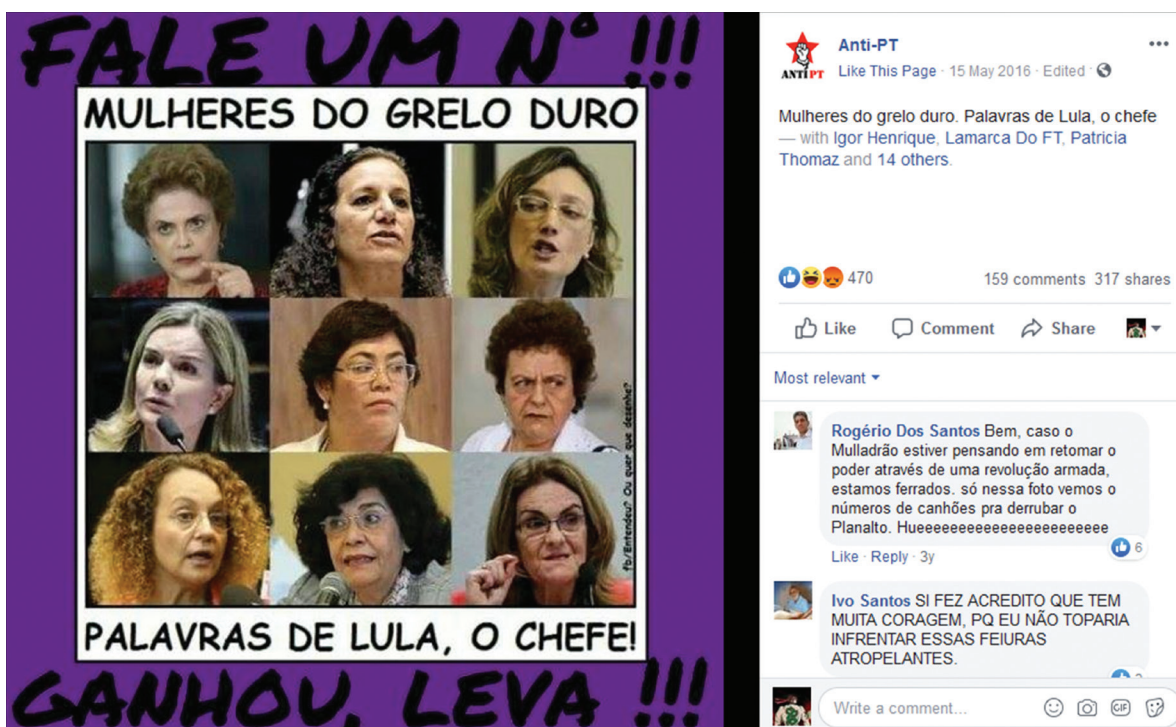 FALE UM Nº !!!
MULHERES DO GRELO DURO
fb/Entendeu? Ou quer que desenhe?
PALAVRAS DE LULA, O CHEFE!
GANHOU, LEVA !!!
ANTIPT
Anti-PT
Like This Page · 15 May 2016 · Edited ·
Mulheres do grelo duro. Palavras de Lula, o chefe
— with Igor Henrique, Lamarca Do FT, Patricia
Thomaz and 14 others.
470
159 comments 317 shares
Like Comment Share
Most relevant
Rogério Dos Santos Bem, caso o
Mulladrão estiver pensando em retomar o
poder através de uma revolução armada,
estamos ferrados. só nessa foto vemos o
números de canhões pra derrubar o
Planalto. Hueeeeeeeeeeeeeeeeeeeeeee
6
Like · Reply · 3y
Ivo Santos SI FEZ ACREDITO QUE TEM
MUITA CORAGEM, PQ EU NÃO TOPARIA
INFRENTAR ESSAS FEIURAS
ATROPELANTES.
Write a comment...
GIF